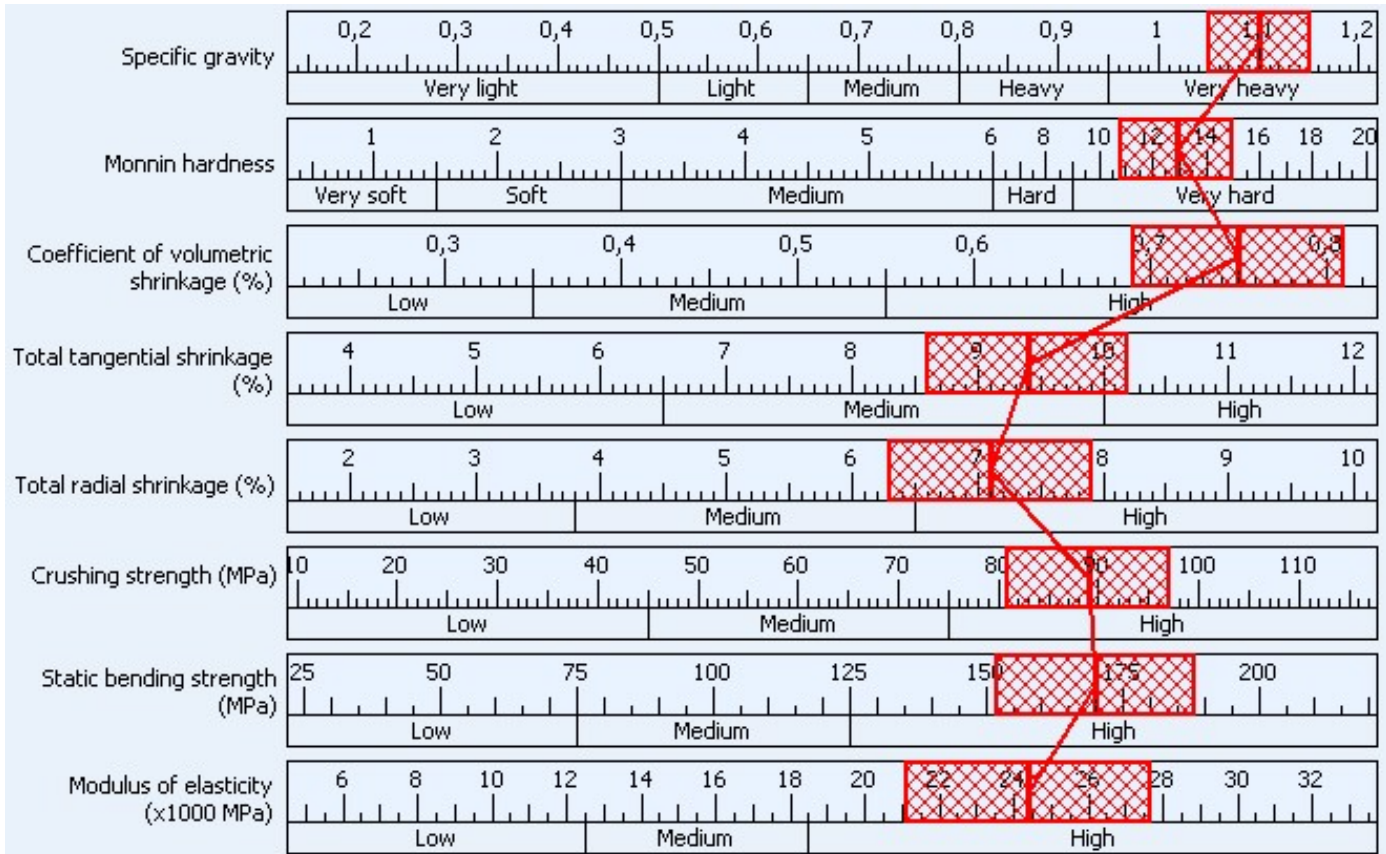 0,2 0,3 0,4 0,5 0,6 0,7 0,8 0,9 1 1,1 1,2
Specific gravity
Very light Light Medium Heavy Very heavy
1 2 3 4 5 6 8 10 12 14 16 18 20
Monnin hardness
Very soft Soft Medium Hard Very hard
0,3 0,4 0,5 0,6 0,7 0,8
Coefficient of volumetric
shrinkage (%)
Low Medium High
4 5 6 7 8 9 10 11 12
Total tangential shrinkage
(%)
Low Medium High
2 3 4 5 6 7 8 9 10
Total radial shrinkage (%)
Low Medium High
10 20 30 40 50 60 70 80 90 100 110
Crushing strength (MPa)
Low Medium High
25 50 75 100 125 150 175 200
Static bending strength
(MPa)
Low Medium High
6 8 10 12 14 16 18 20 22 24 26 28 30 32
Modulus of elasticity
(x1000 MPa)
Low Medium High